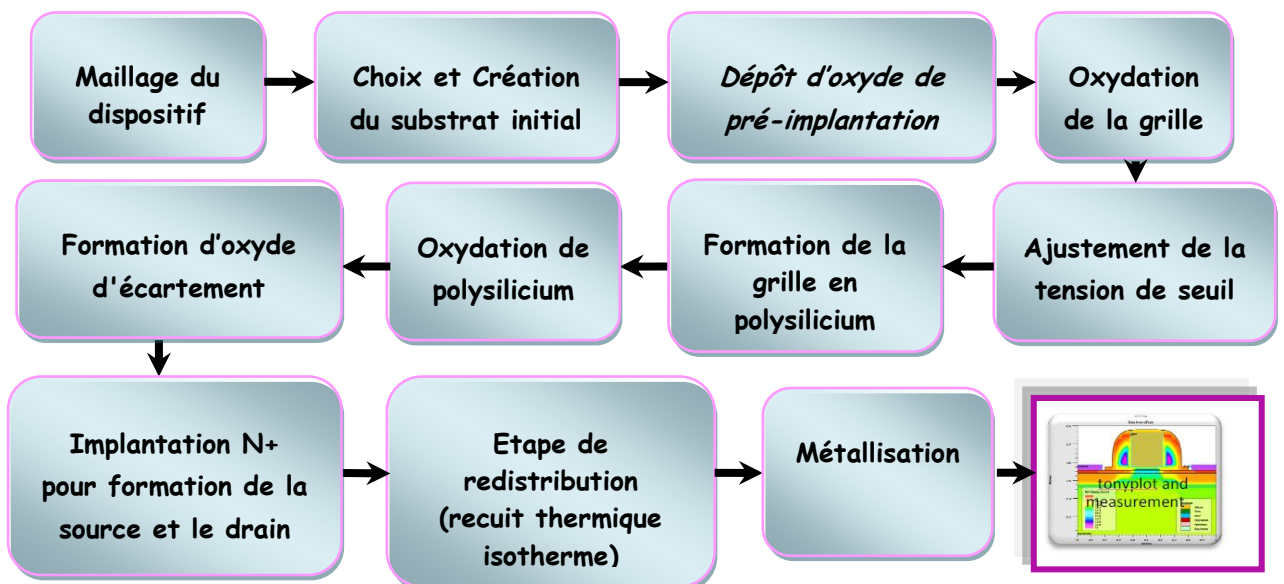 Maillage du
dispositif
Choix et Création
du substrat initial
Dépôt d'oxyde de
pré-implantation
Oxydation
de la grille
Ajustement de la
tension de seuil
Formation de la
grille en
polysilicium
Oxydation de
polysilicium
Formation d'oxyde
d'écartement
Implantation N+
pour formation de la
source et le drain
Etape de
redistribution
(recuit thermique
isotherme)
Métallisation
tonyplot and
measurement